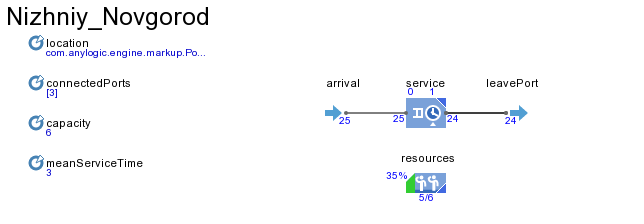 Nizhniy_Novgorod
location
com.anylogic.engine.markup.Po...
connectedPorts
[3]
capacity
6
meanServiceTime
3
arrival
service
leavePort
0 1
25
25
24
24
resources
35%
5/6